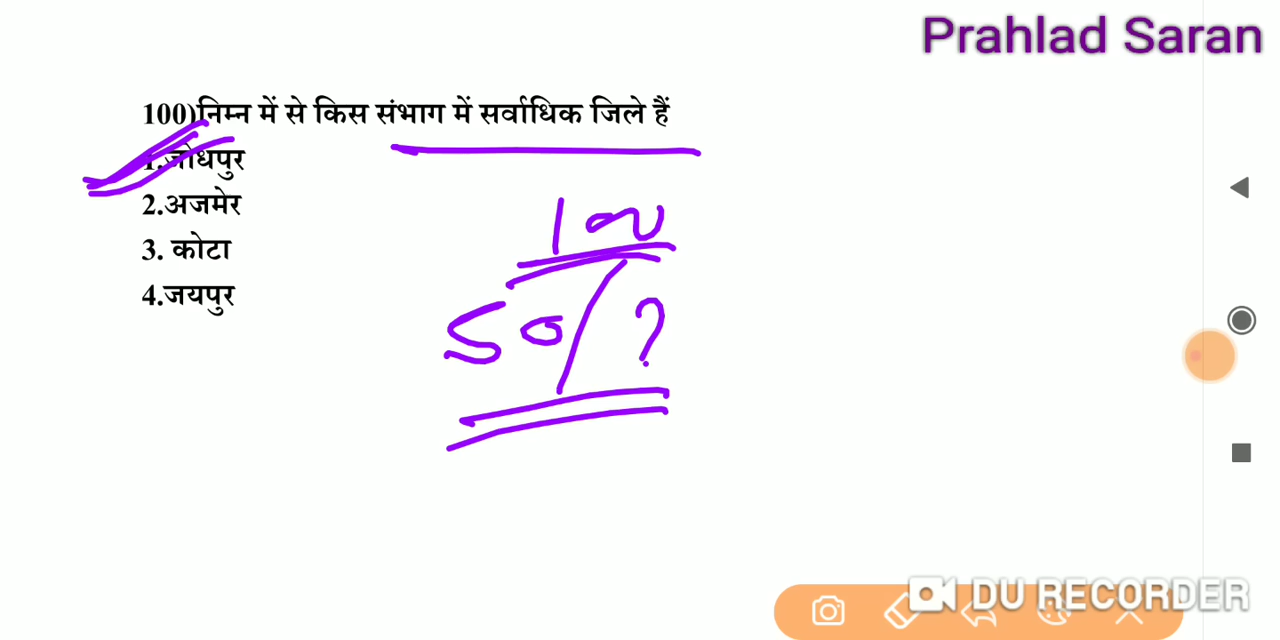 Prahlad Saran
100)निम्न में से किस संभाग में सर्वाधिक जिले हैं
1.जोधपुर
2.अजमेर
3. कोटा
4.जयपुर
100
50/?
DU RECORDER